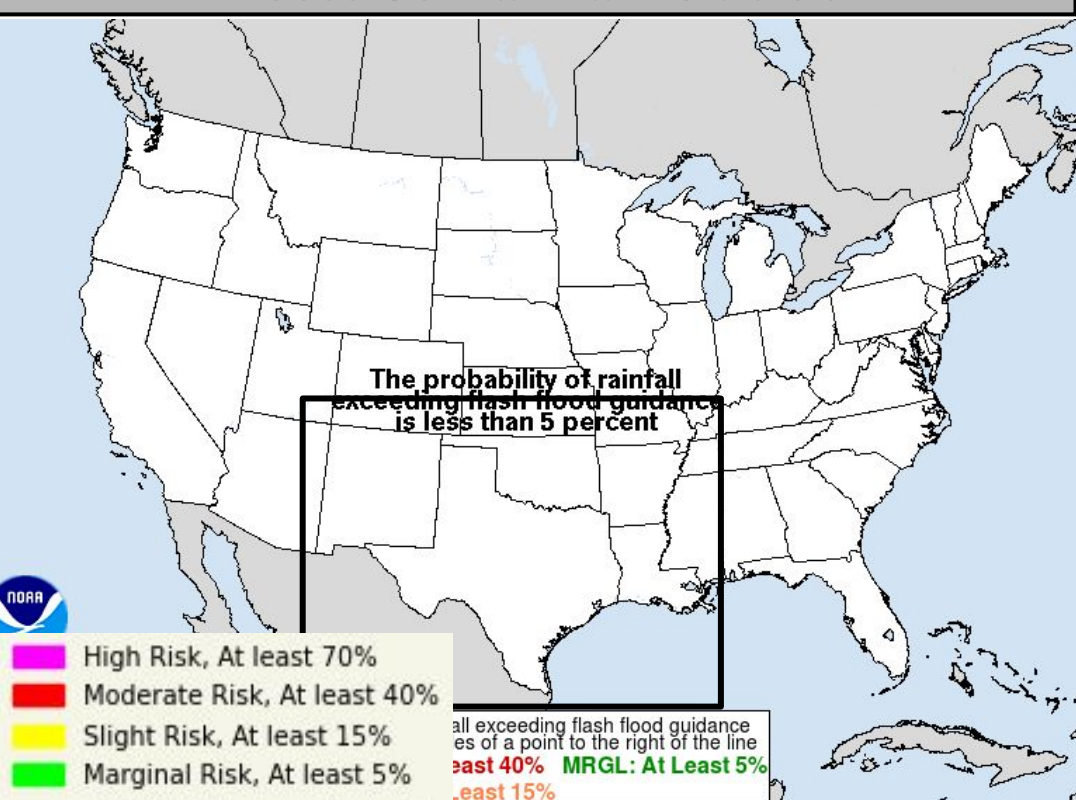 The probability of rainfall
exceeding flash flood guidance
is less than 5 percent
NOAA
High Risk, At least 70%
Moderate Risk, At least 40%
Slight Risk, At least 15%
Marginal Risk, At least 5%
all exceeding flash flood guidance
es of a point to the right of the line
east 40% MRGL: At Least 5%
Least 15%